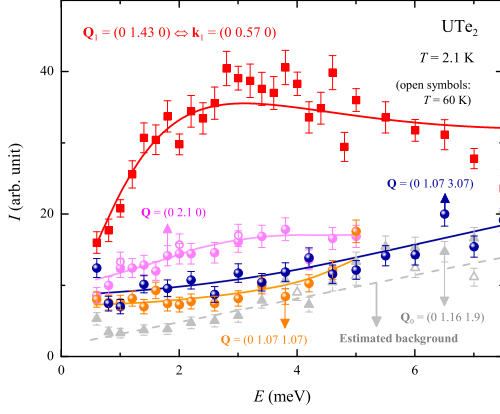 UTe₂
Q₁ = (0 1.43 0) ⇔ k₁ = (0 0.57 0)
T = 2.1 K
(open symbols:
T = 60 K)
Q = (0 1.07 3.07)
Q = (0 2.1 0)
Q = (0 1.07 1.07)
Q₀ = (0 1.16 1.9)
Estimated background
I (arb. unit)
40
20
0
0
2
4
6
E (meV)